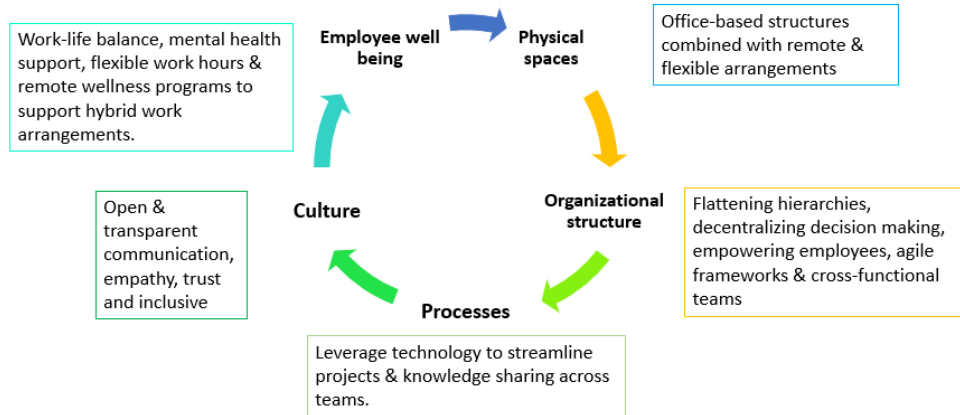 Work-life balance, mental health
support, flexible work hours &
remote wellness programs to
support hybrid work
arrangements.
Employee well
being
Physical
spaces
Office-based structures
combined with remote &
flexible arrangements
Open &
transparent
communication,
empathy, trust
and inclusive
Culture
Organizational
structure
Flattening hierarchies,
decentralizing decision making,
empowering employees, agile
frameworks & cross-functional
teams
Processes
Leverage technology to streamline
projects & knowledge sharing across
teams.